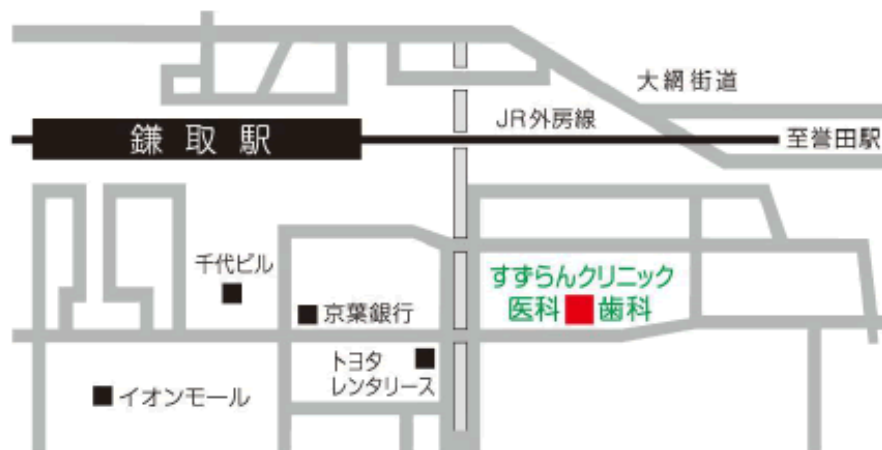 大網街道
JR外房線
鎌取駅
至誉田駅
千代ビル
すずらんクリニック
医科 歯科
京葉銀行
トヨタ
レンタリース
イオンモール